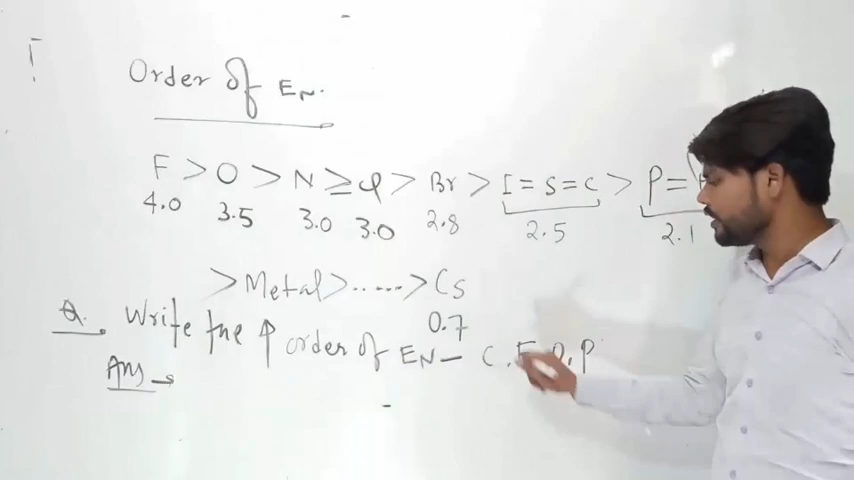 Order of EN.
F > O > N ≥ Cl > Br > I = S = C > P =
4.0 3.5 3.0 3.0 2.8 2.5 2.1
> Metal > ...... > Cs
0.7
Q. Write the ↑ order of EN - C, F, O, P
Ans →